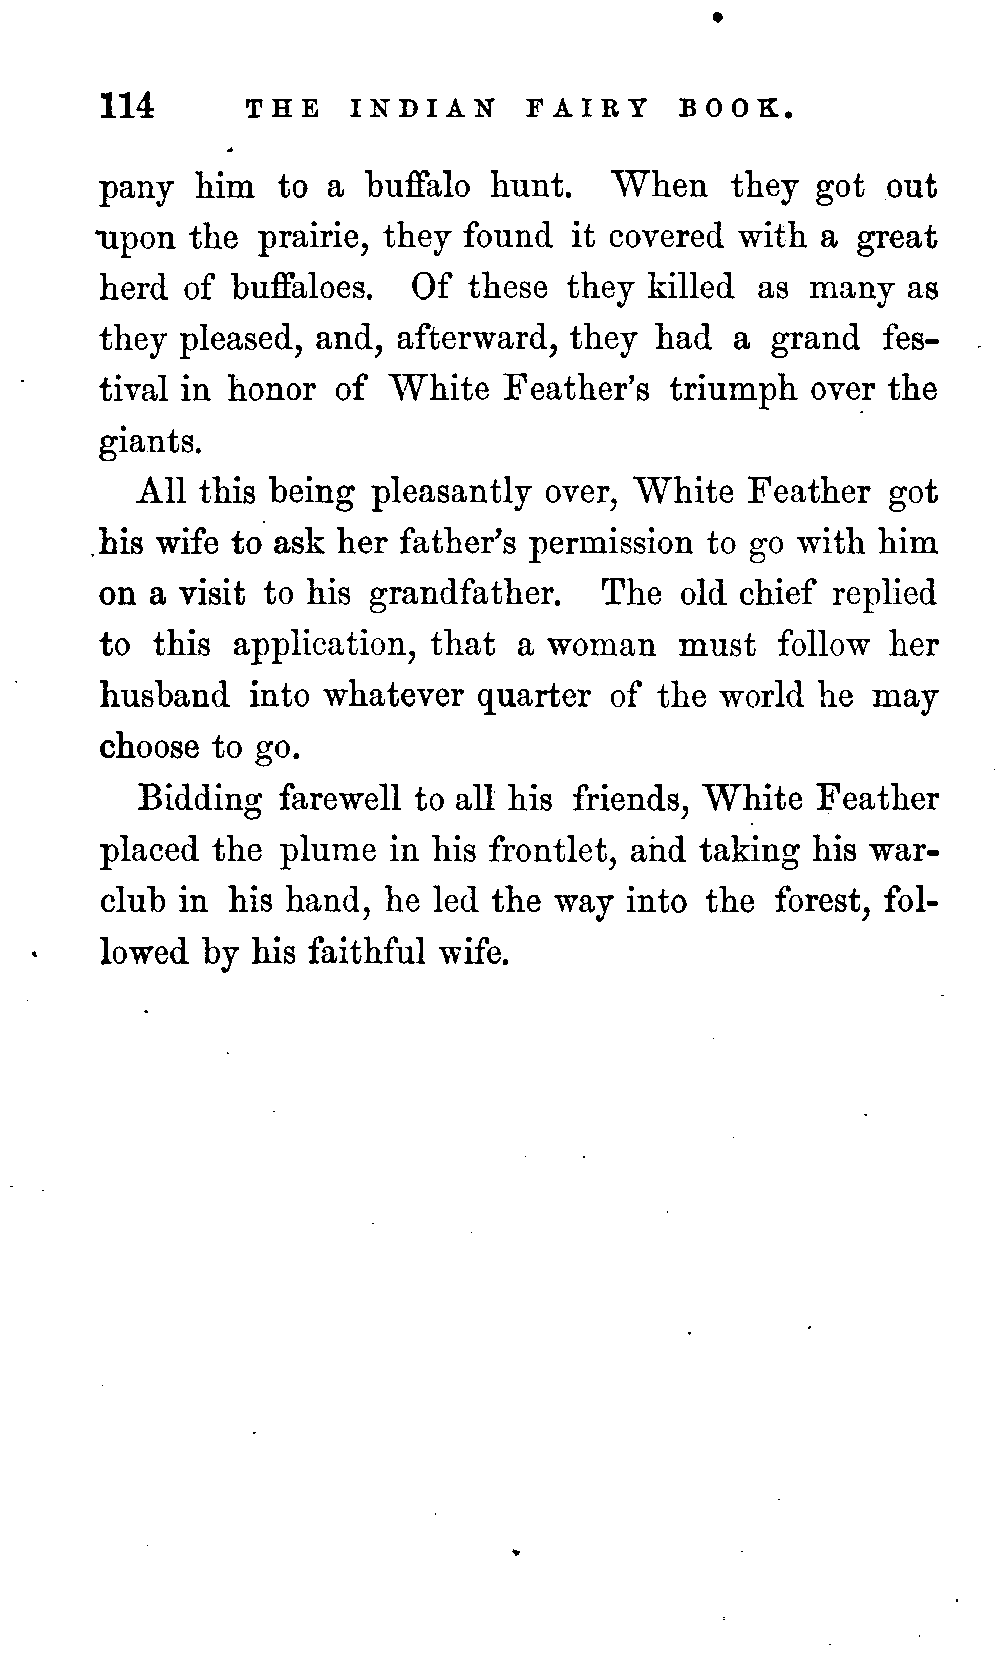 114 THE INDIAN FAIRY BOOK.
pany him to a buffalo hunt. When they got out
upon the prairie, they found it covered with a great
herd of buffaloes. Of these they killed as many as
they pleased, and, afterward, they had a grand fes-
tival in honor of White Feather's triumph over the
giants.
All this being pleasantly over, White Feather got
his wife to ask her father's permission to go with him
on a visit to his grandfather. The old chief replied
to this application, that a woman must follow her
husband into whatever quarter of the world he may
choose to go.
Bidding farewell to all his friends, White Feather
placed the plume in his frontlet, and taking his war-
club in his hand, he led the way into the forest, fol-
lowed by his faithful wife.